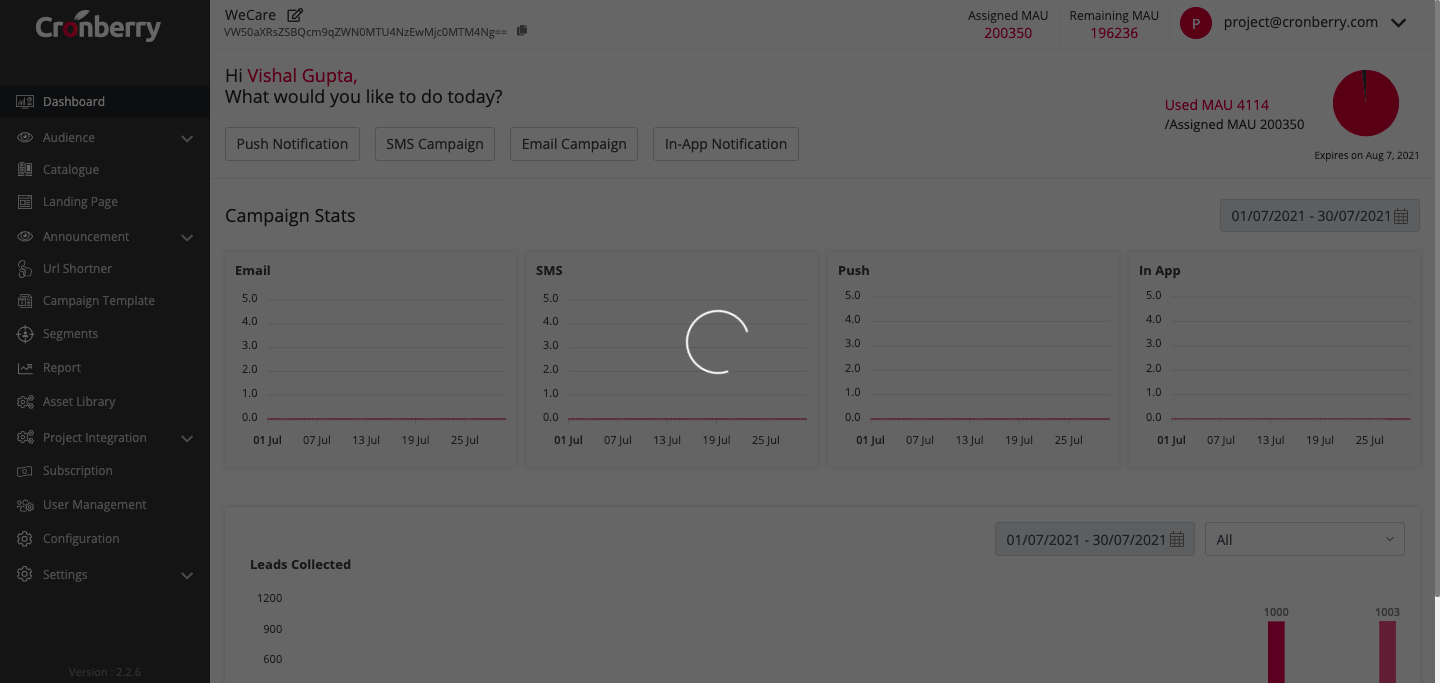 Cronberry
Dashboard
Audience
Catalogue
Landing Page
Announcement
Url Shortner
Campaign Template
Segments
Report
Asset Library
Project Integration
Subscription
User Management
Configuration
Settings
Version : 2.2.6
WeCare
VW50aXRsZSBQcm9qZWN0MTU4NzEwMjc0MTM4Ng==
Assigned MAU
200350
Remaining MAU
196236
P
project@cronberry.com
Hi Vishal Gupta,
What would you like to do today?
Push Notification
SMS Campaign
Email Campaign
In-App Notification
Used MAU 4114
/Assigned MAU 200350
Expires on Aug 7, 2021
Campaign Stats
01/07/2021 - 30/07/2021
Email
5.0
4.0
3.0
2.0
1.0
0.0
01 Jul 07 Jul 13 Jul 19 Jul 25 Jul
SMS
5.0
4.0
3.0
2.0
1.0
0.0
01 Jul 07 Jul 13 Jul 19 Jul 25 Jul
Push
5.0
4.0
3.0
2.0
1.0
0.0
01 Jul 07 Jul 13 Jul 19 Jul 25 Jul
In App
5.0
4.0
3.0
2.0
1.0
0.0
01 Jul 07 Jul 13 Jul 19 Jul 25 Jul
01/07/2021 - 30/07/2021
All
Leads Collected
1200
900
600
1000
1003